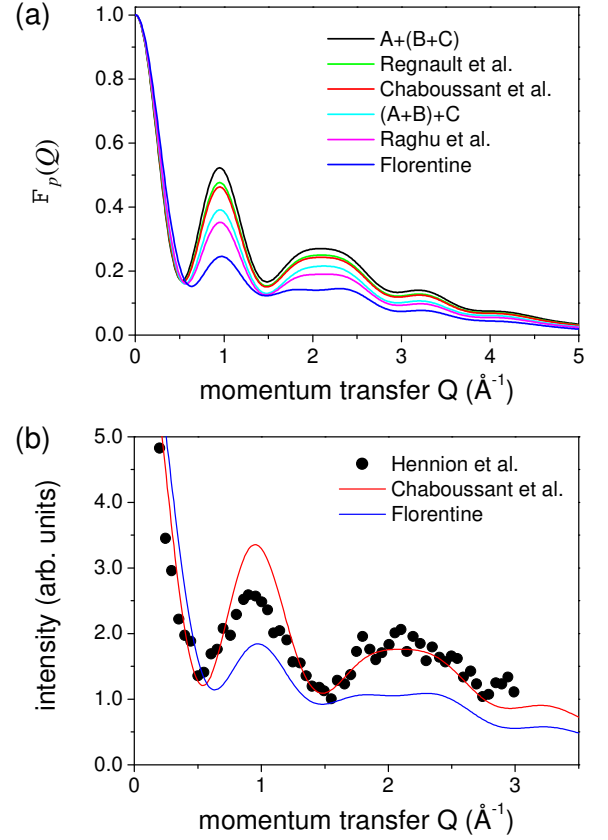 (a)
1.0
0.8
0.6
0.4
0.2
0.0
F_p(Q)
A+(B+C)
Regnault et al.
Chaboussant et al.
(A+B)+C
Raghu et al.
Florentine
0 1 2 3 4 5
momentum transfer Q (Å⁻¹)
(b)
5.0
4.0
3.0
2.0
1.0
0.0
intensity (arb. units)
Hennion et al.
Chaboussant et al.
Florentine
0 1 2 3
momentum transfer Q (Å⁻¹)